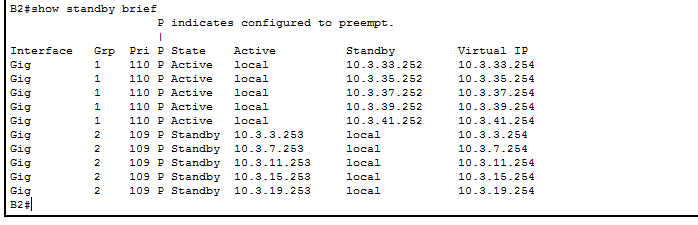 B2#show standby brief
P indicates configured to preempt.
|
Interface Grp Pri P State Active Standby Virtual IP
Gig 1 110 P Active local 10.3.33.252 10.3.33.254
Gig 1 110 P Active local 10.3.35.252 10.3.35.254
Gig 1 110 P Active local 10.3.37.252 10.3.37.254
Gig 1 110 P Active local 10.3.39.252 10.3.39.254
Gig 1 110 P Active local 10.3.41.252 10.3.41.254
Gig 2 109 P Standby 10.3.3.253 local 10.3.3.254
Gig 2 109 P Standby 10.3.7.253 local 10.3.7.254
Gig 2 109 P Standby 10.3.11.253 local 10.3.11.254
Gig 2 109 P Standby 10.3.15.253 local 10.3.15.254
Gig 2 109 P Standby 10.3.19.253 local 10.3.19.254
B2#